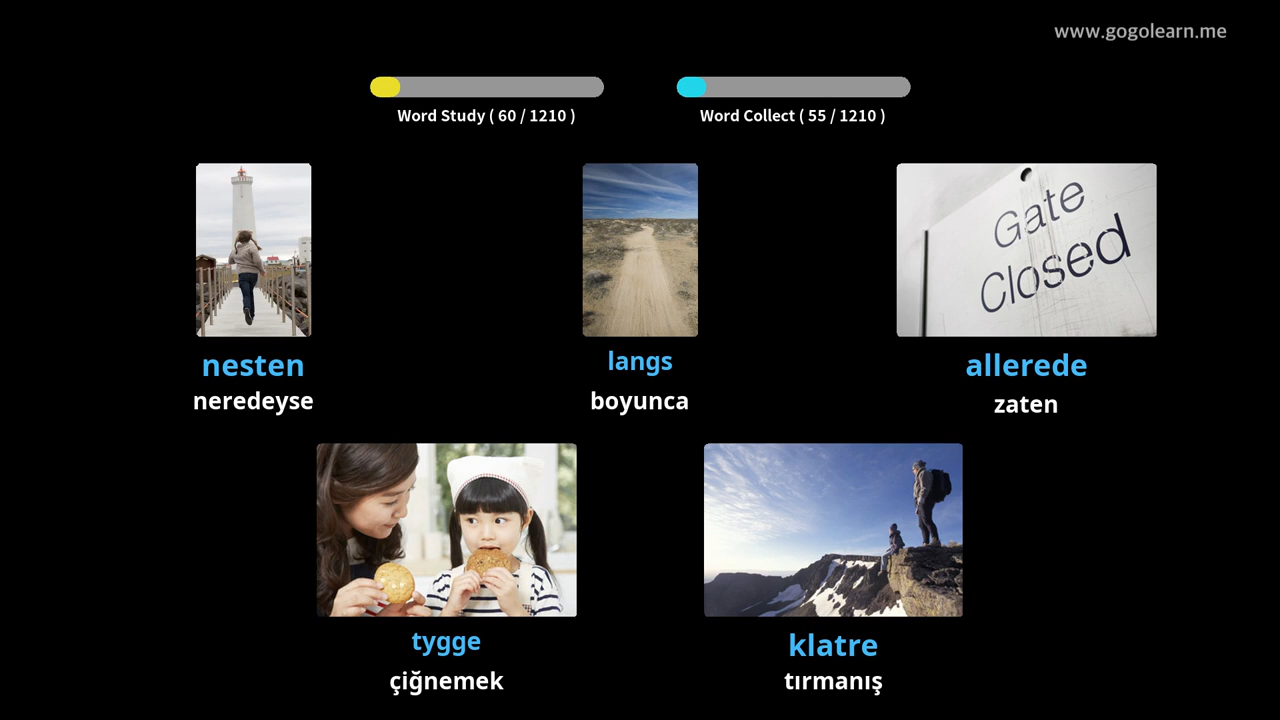 www.gogolearn.me
Word Study ( 60 / 1210 )
Word Collect ( 55 / 1210 )
Gate
Closed
nesten
neredeyse
langs
boyunca
allerede
zaten
tygge
çiğnemek
klatre
tırmanış